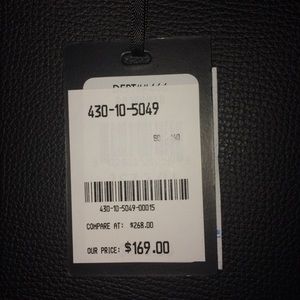 430-10-5049
430-10-5049-00015
COMPARE AT: $268.00
OUR PRICE: $169.00